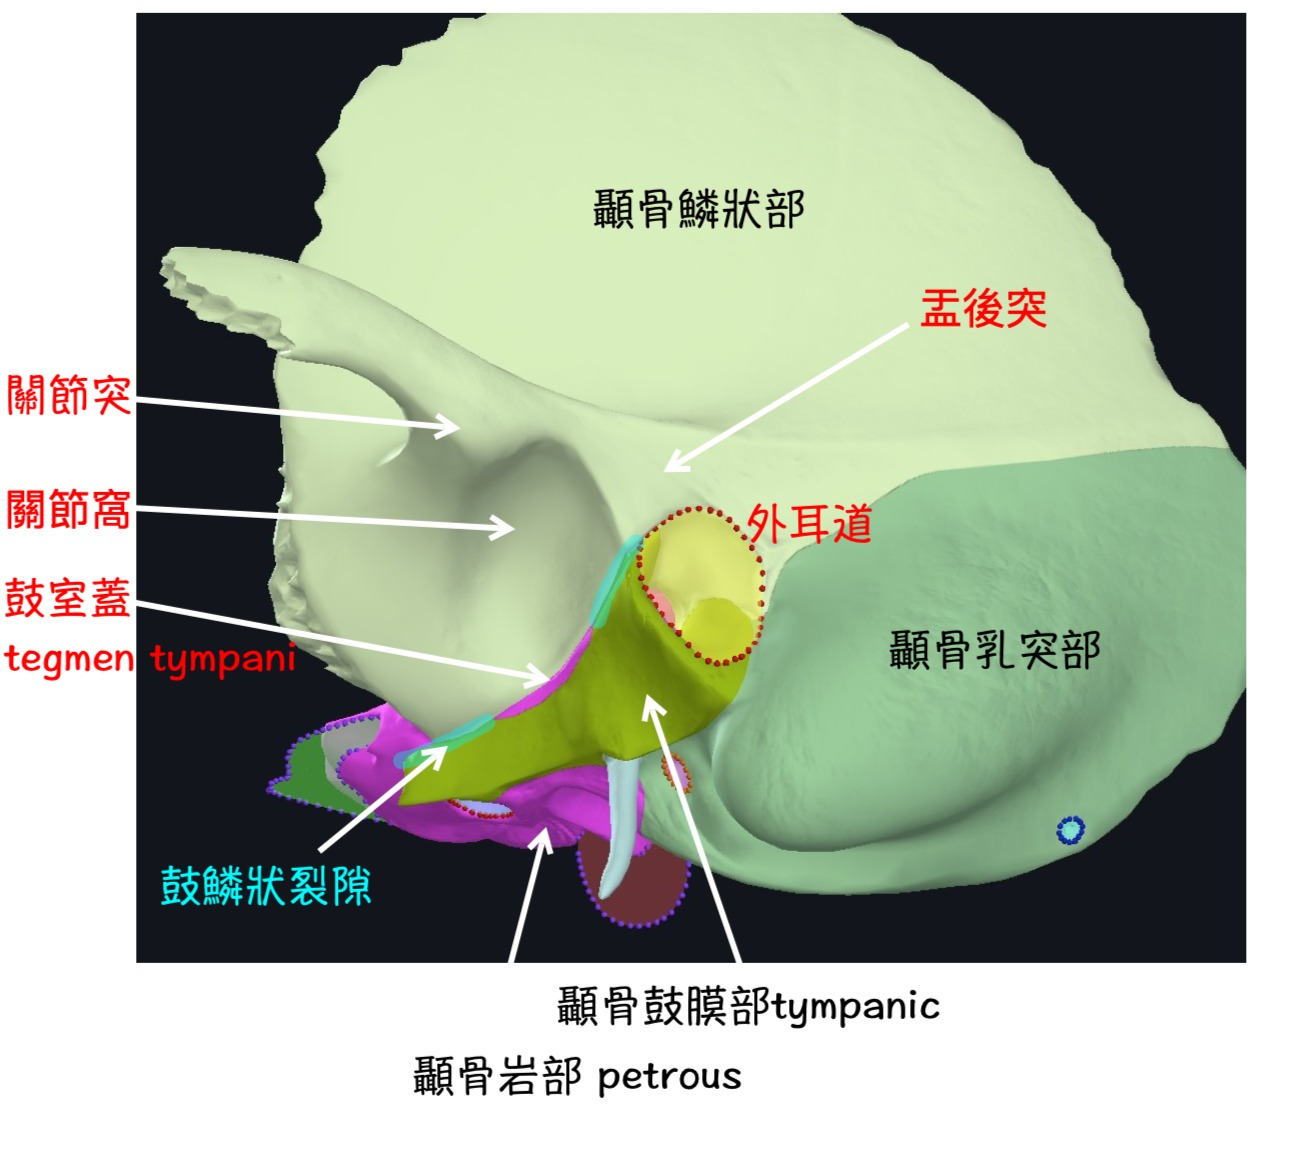 顳骨鱗狀部
盂後突
關節突
關節窩
外耳道
鼓室蓋
tegmen tympani
顳骨乳突部
鼓鱗狀裂隙
顳骨鼓膜部tympanic
顳骨岩部 petrous